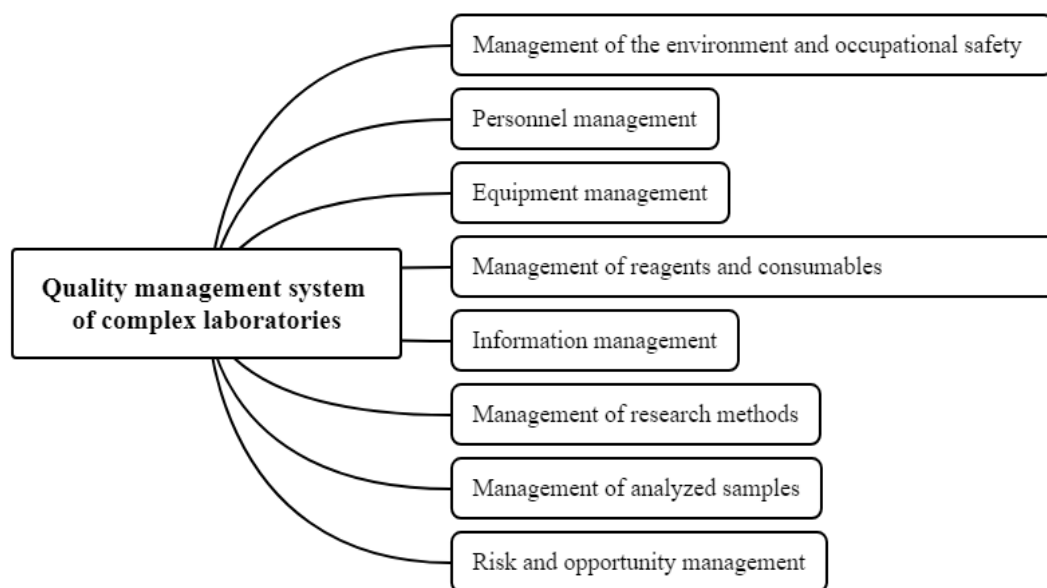 Management of the environment and occupational safety
Personnel management
Equipment management
Management of reagents and consumables
Quality management system
of complex laboratories
Information management
Management of research methods
Management of analyzed samples
Risk and opportunity management